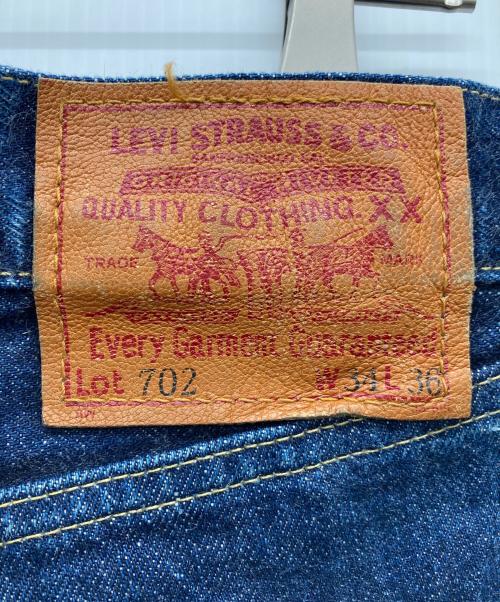 LEVI STRAUSS & CO.
QUALITY CLOTHING. XX
TRADE MARK
Every Garment Guaranteed
Lot 702 W 34 L 36